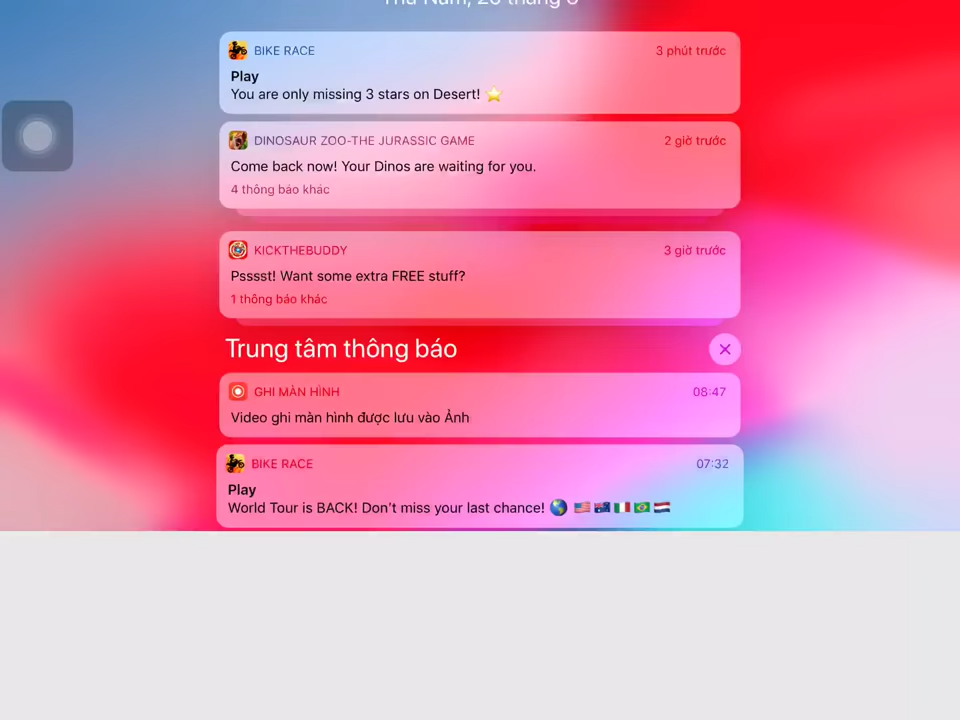 BIKE RACE 3 phút trước
Play
You are only missing 3 stars on Desert! ⭐
DINOSAUR ZOO-THE JURASSIC GAME 2 giờ trước
Come back now! Your Dinos are waiting for you.
4 thông báo khác
KICKTHEBUDDY 3 giờ trước
Psssst! Want some extra FREE stuff?
1 thông báo khác
Trung tâm thông báo
GHI MÀN HÌNH 08:47
Video ghi màn hình được lưu vào Ảnh
BIKE RACE 07:32
Play
World Tour is BACK! Don't miss your last chance! 🌎 🇺🇸 🇦🇺 🇮🇹 🇧🇷 🇳🇱